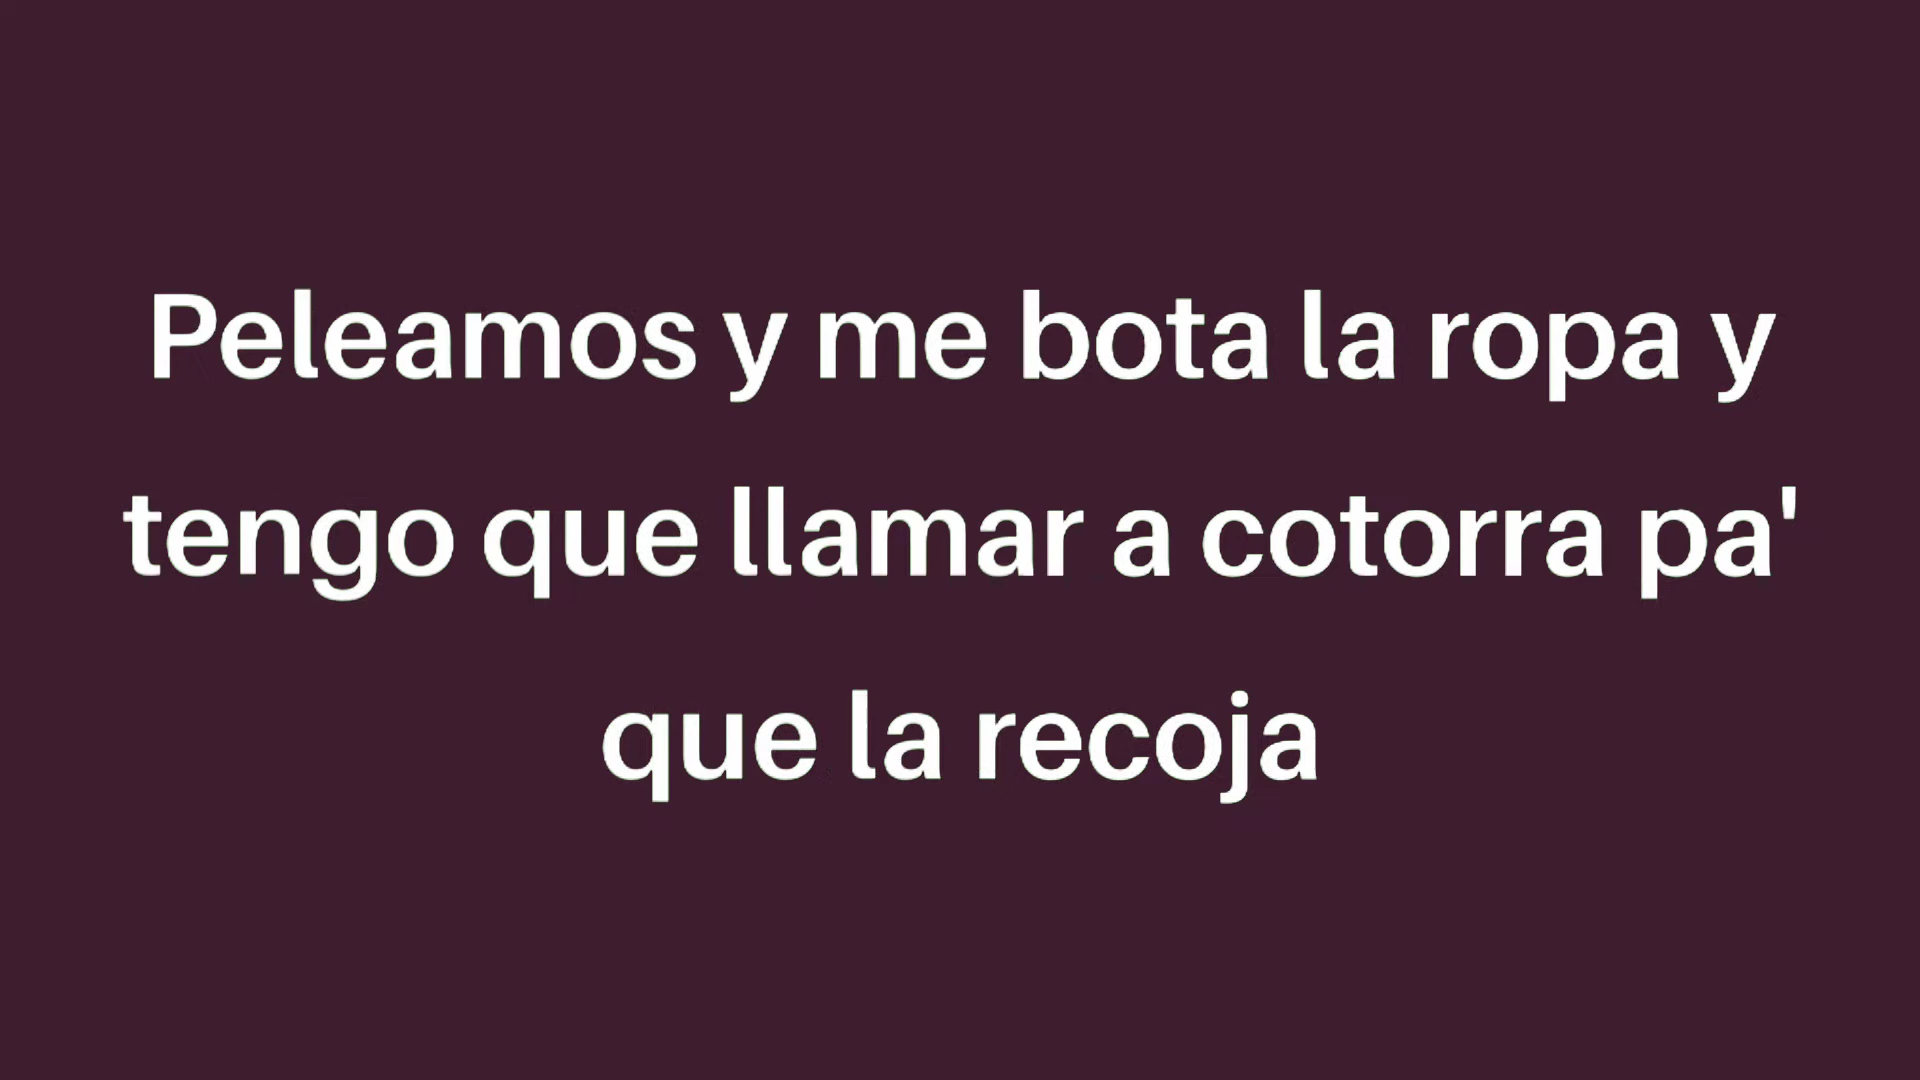 Peleamos y me bota la ropa y
tengo que llamar a cotorra pa'
que la recoja